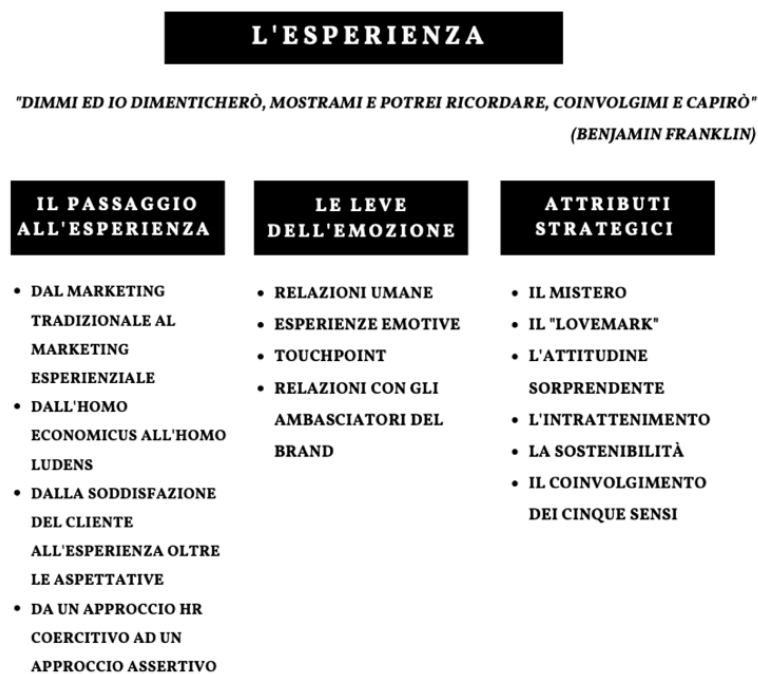 L'ESPERIENZA
"DIMMI ED IO DIMENTICHERÒ, MOSTRAMI E POTREI RICORDARE, COINVOLGIMI E CAPIRÒ"
(BENJAMIN FRANKLIN)
IL PASSAGGIO
ALL'ESPERIENZA
• DAL MARKETING
TRADIZIONALE AL
MARKETING
ESPERIENZIALE
• DALL'HOMO
ECONOMICUS ALL'HOMO
LUDENS
• DALLA SODDISFAZIONE
DEL CLIENTE
ALL'ESPERIENZA OLTRE
LE ASPETTATIVE
• DA UN APPROCCIO HR
COERCITIVO AD UN
APPROCCIO ASSERTIVO
LE LEVE
DELL'EMOZIONE
• RELAZIONI UMANE
• ESPERIENZE EMOTIVE
• TOUCHPOINT
• RELAZIONI CON GLI
AMBASCIATORI DEL
BRAND
ATTRIBUTI
STRATEGICI
• IL MISTERO
• IL "LOVEMARK"
• L'ATTITUDINE
SORPRENDENTE
• L'INTRATTENIMENTO
• LA SOSTENIBILITÀ
• IL COINVOLGIMENTO
DEI CINQUE SENSI